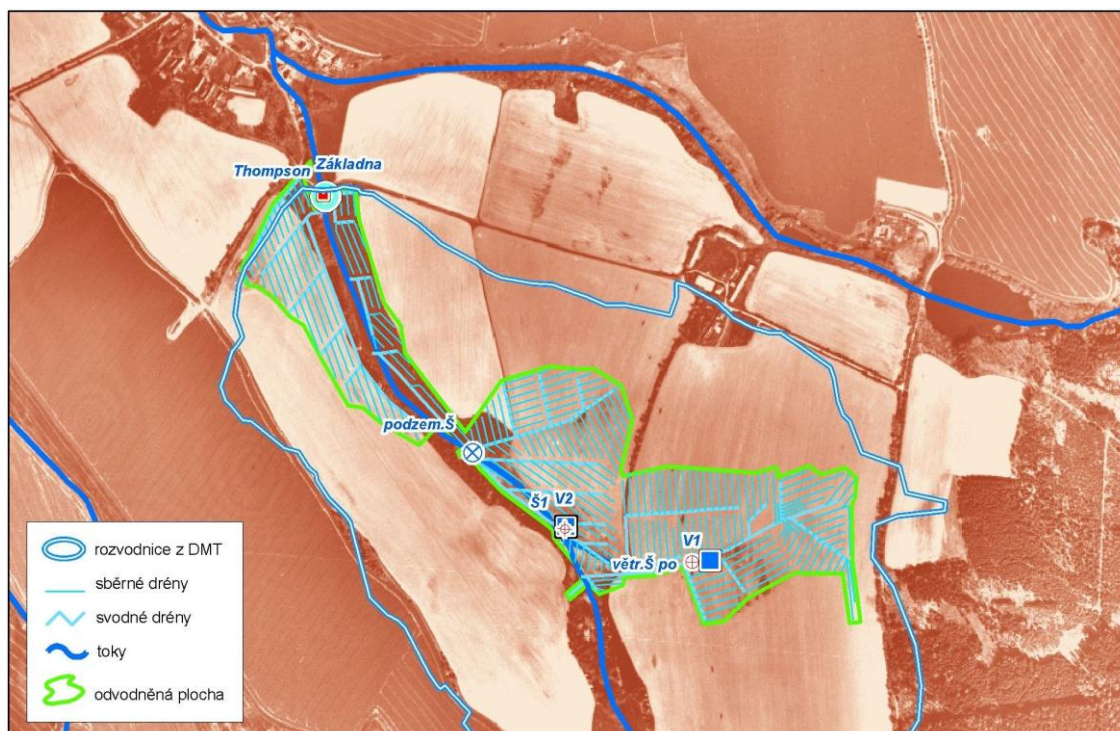 Thompson Základna
podzem.Š
Š1 V2
větr.Š po V1
rozvodnice z DMT
sběrné drény
svodné drény
toky
odvodněná plocha